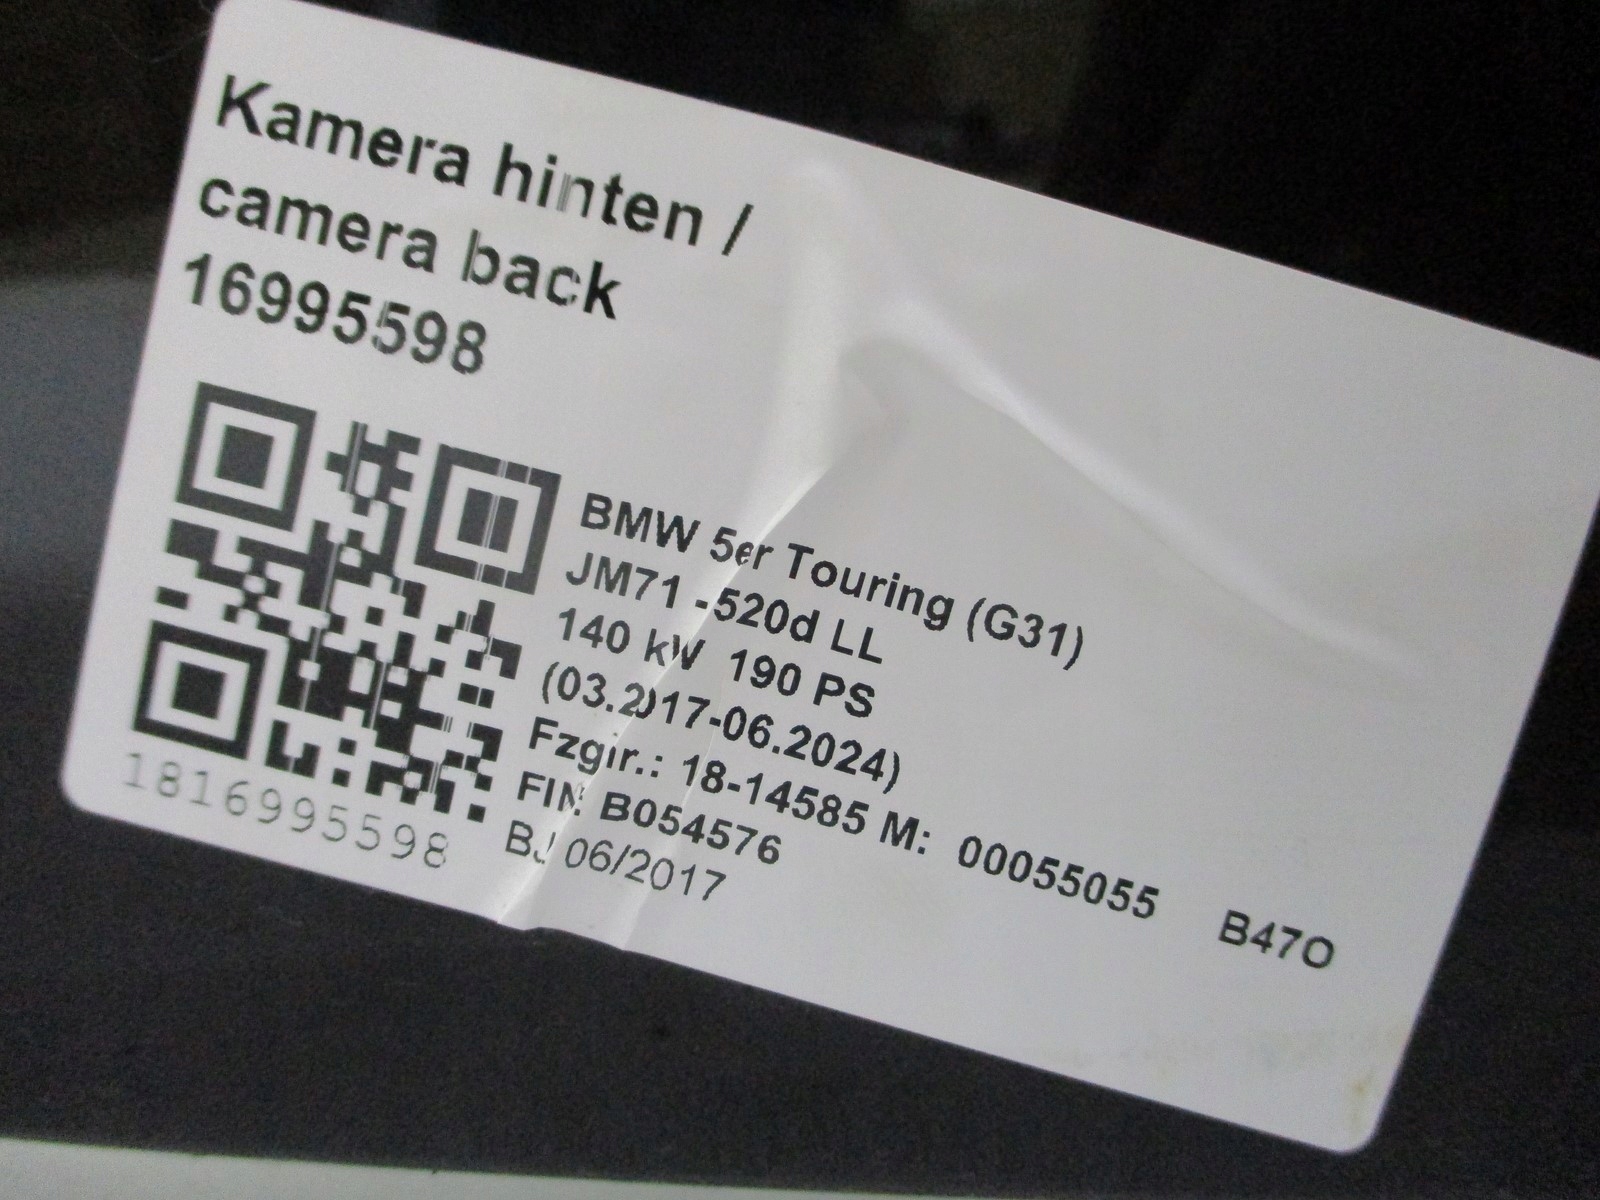 Kamera hinten /
camera back
16995598
BMW 5er Touring (G31)
JM71 - 520d LL
140 kW 190 PS
(03.2017-06.2024)
Fzgir.: 18-14585 M: 00055055 B47O
FIN: B054576
BJ 06/2017
1816995598